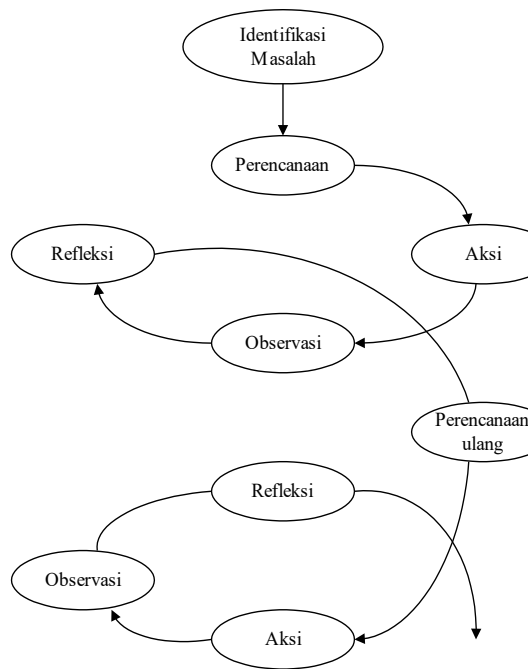 Identifikasi
Masalah
Perencanaan
Refleksi
Aksi
Observasi
Perencanaan
ulang
Refleksi
Observasi
Aksi